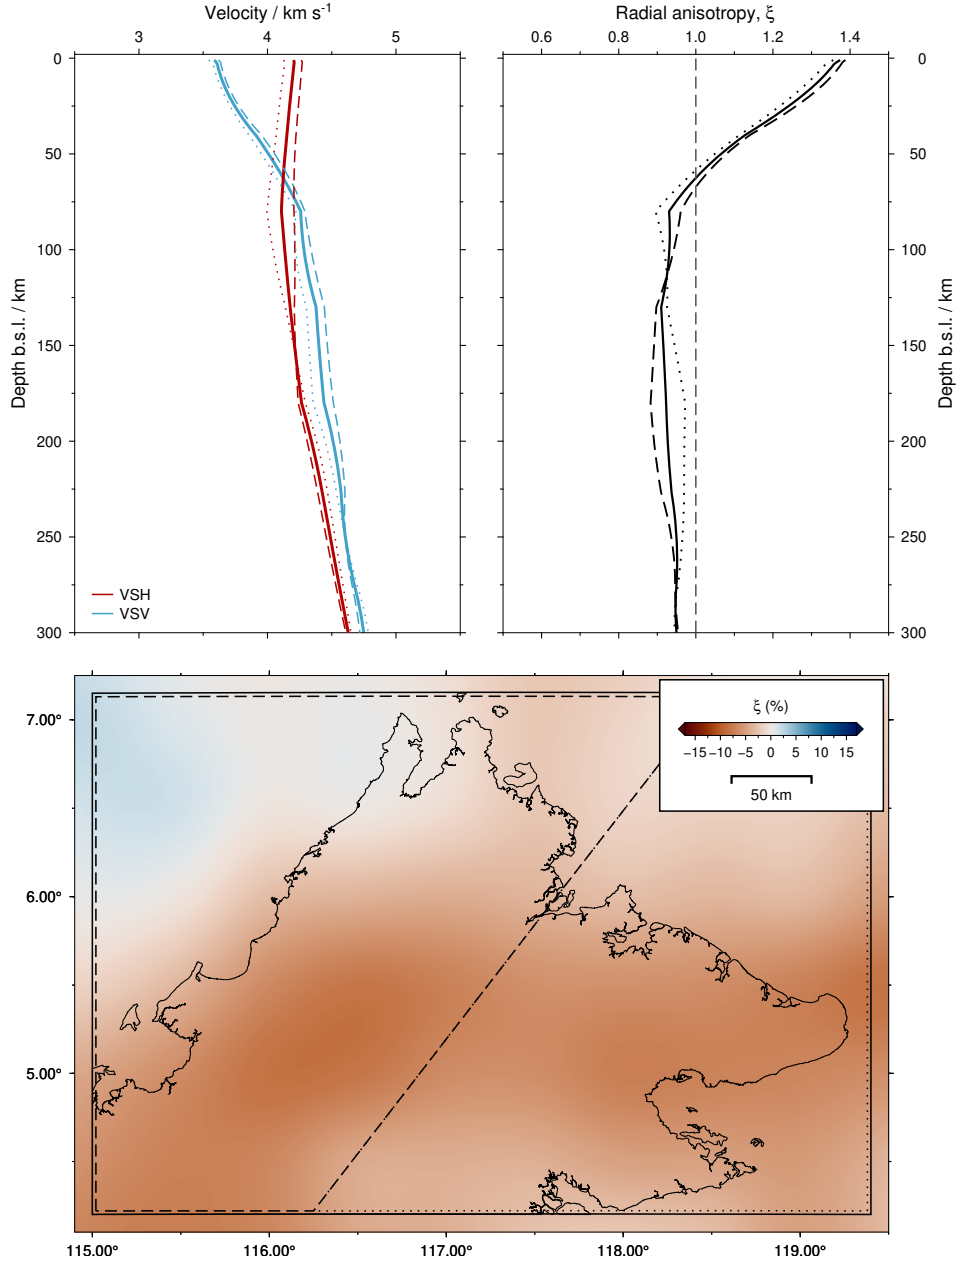 Velocity / km s⁻¹
3 4 5
Radial anisotropy, ξ
0.6 0.8 1.0 1.2 1.4
0
50
100
150
200
250
300
Depth b.s.l. / km
VSH
VSV
0
50
100
150
200
250
300
Depth b.s.l. / km
ξ (%)
−15 −10 −5 0 5 10 15
50 km
7.00°
6.00°
5.00°
115.00° 116.00° 117.00° 118.00° 119.00°